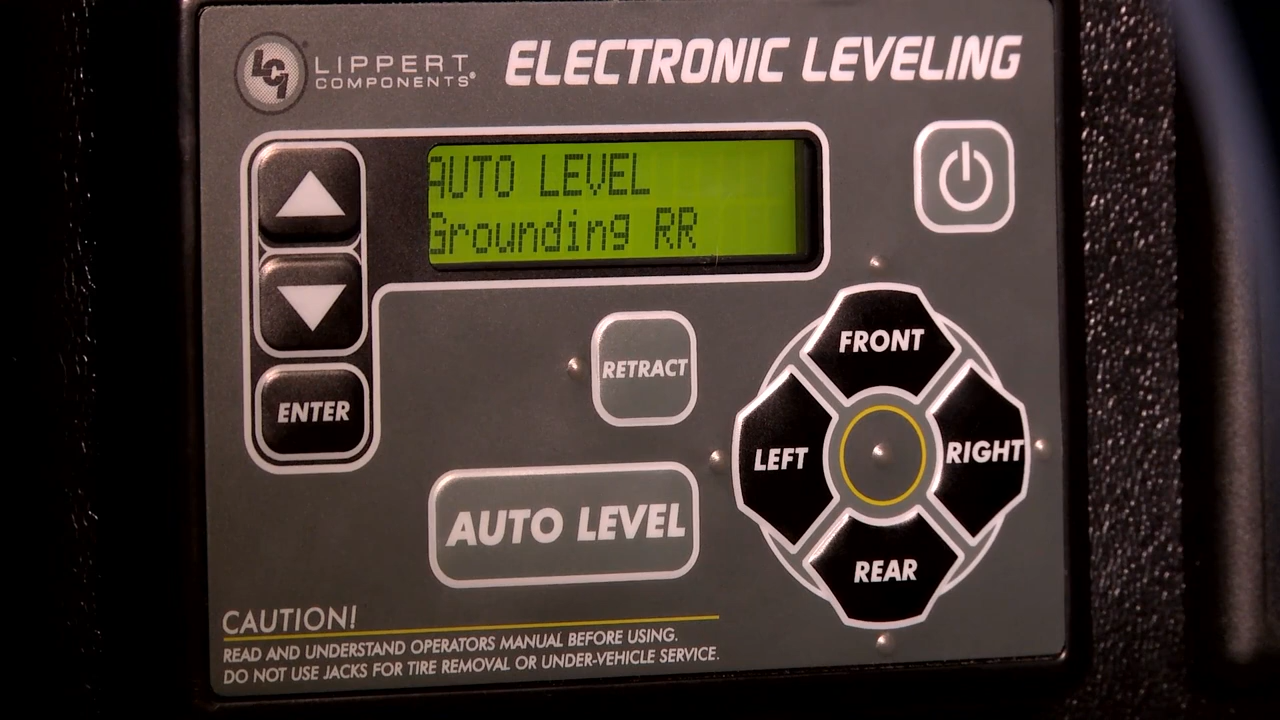 LCI LIPPERT COMPONENTS®
ELECTRONIC LEVELING
AUTO LEVEL
Grounding RR
ENTER
RETRACT
AUTO LEVEL
FRONT
LEFT
RIGHT
REAR
CAUTION!
READ AND UNDERSTAND OPERATORS MANUAL BEFORE USING.
DO NOT USE JACKS FOR TIRE REMOVAL OR UNDER-VEHICLE SERVICE.